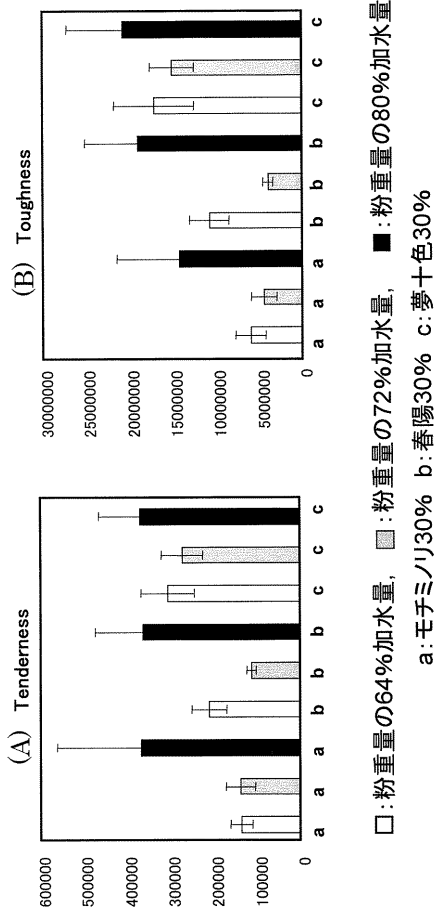 (A) Tenderness
600000
500000
400000
300000
200000
100000
0
a a a b b b c c c
(B) Toughness
30000000
25000000
20000000
15000000
10000000
5000000
0
a a a b b b c c c
□:粉重量の64%加水量, □:粉重量の72%加水量, ■:粉重量の80%加水量
a:モチミノリ30% b:春陽30% c:夢十色30%